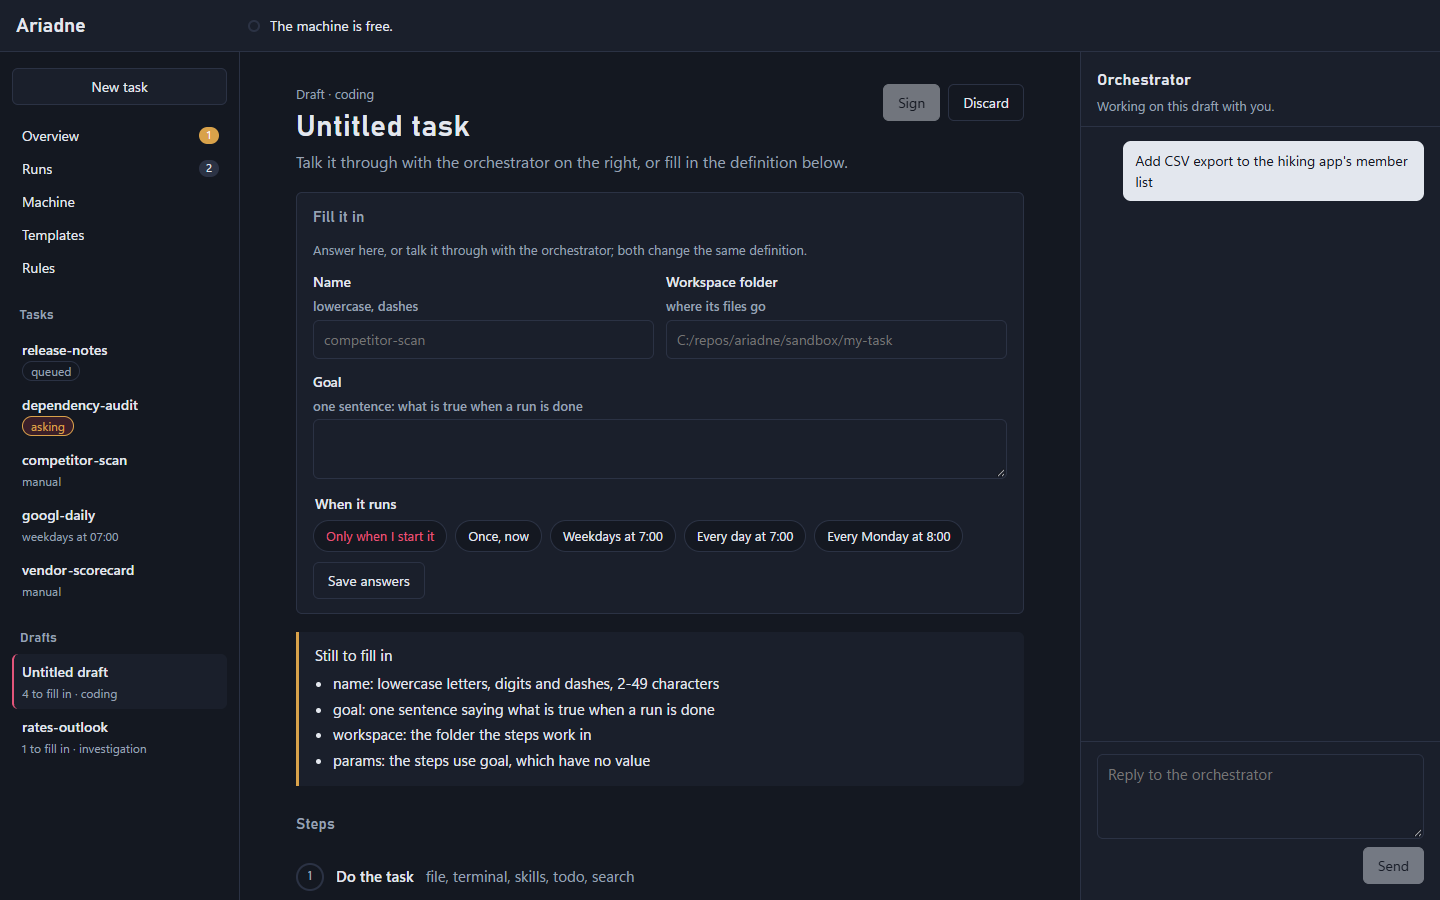 Ariadne
The machine is free.
New task
Overview 1
Runs 2
Machine
Templates
Rules
Tasks
release-notes
queued
dependency-audit
asking
competitor-scan
manual
googl-daily
weekdays at 07:00
vendor-scorecard
manual
Drafts
Untitled draft
4 to fill in · coding
rates-outlook
1 to fill in · investigation
Draft · coding
Untitled task
Sign Discard
Talk it through with the orchestrator on the right, or fill in the definition below.
Fill it in
Answer here, or talk it through with the orchestrator; both change the same definition.
Name
lowercase, dashes
competitor-scan
Workspace folder
where its files go
C:/repos/ariadne/sandbox/my-task
Goal
one sentence: what is true when a run is done
When it runs
Only when I start it Once, now Weekdays at 7:00 Every day at 7:00 Every Monday at 8:00
Save answers
Still to fill in
• name: lowercase letters, digits and dashes, 2-49 characters
• goal: one sentence saying what is true when a run is done
• workspace: the folder the steps work in
• params: the steps use goal, which have no value
Steps
1 Do the task file, terminal, skills, todo, search
Orchestrator
Working on this draft with you.
Add CSV export to the hiking app's member
list
Reply to the orchestrator
Send